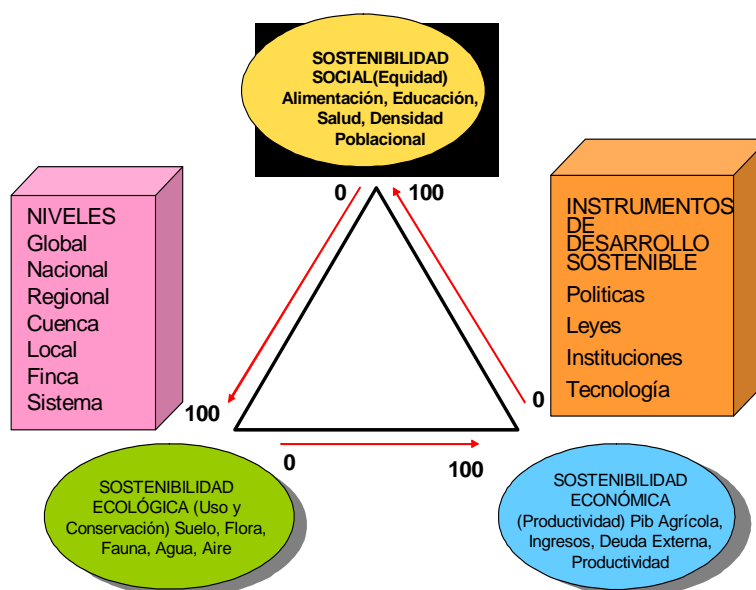 SOSTENIBILIDAD
SOCIAL(Equidad)
Alimentación, Educación,
Salud, Densidad
Poblacional
0
100
NIVELES
Global
Nacional
Regional
Cuenca
Local
Finca
Sistema
INSTRUMENTOS
DE
DESARROLLO
SOSTENIBLE
Politicas
Leyes
Instituciones
Tecnología
100
0
0
100
SOSTENIBILIDAD
ECOLÓGICA (Uso y
Conservación) Suelo, Flora,
Fauna, Agua, Aire
SOSTENIBILIDAD
ECONÓMICA
(Productividad) Pib Agrícola,
Ingresos, Deuda Externa,
Productividad